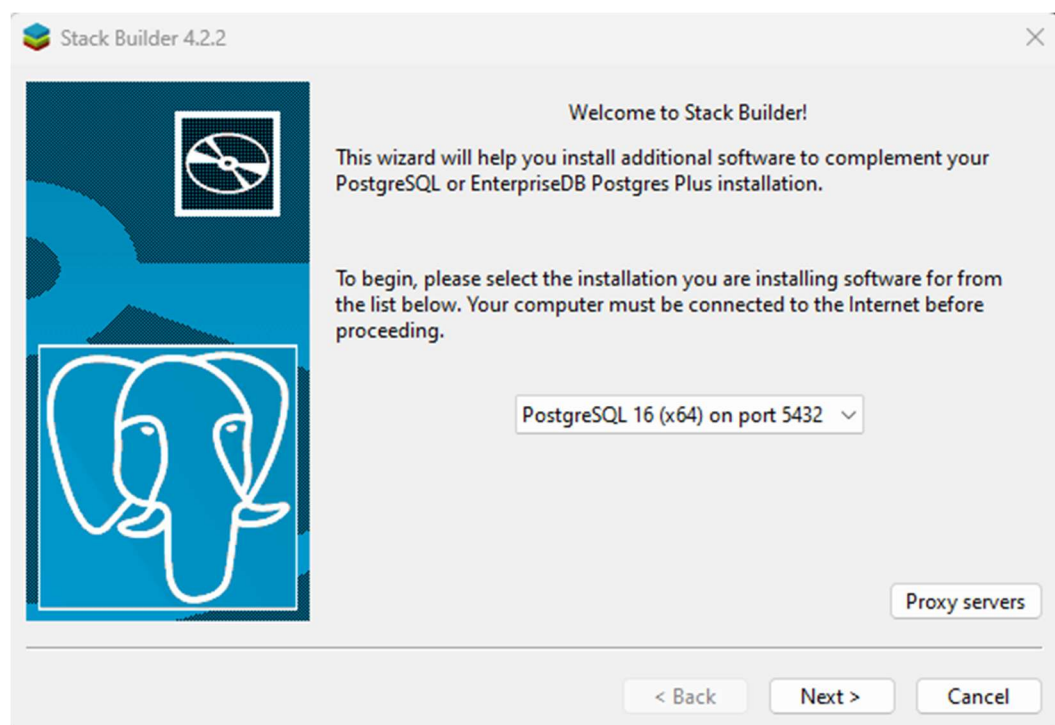 Stack Builder 4.2.2
Welcome to Stack Builder!
This wizard will help you install additional software to complement your
PostgreSQL or EnterpriseDB Postgres Plus installation.
To begin, please select the installation you are installing software for from
the list below. Your computer must be connected to the Internet before
proceeding.
PostgreSQL 16 (x64) on port 5432
Proxy servers
< Back
Next >
Cancel